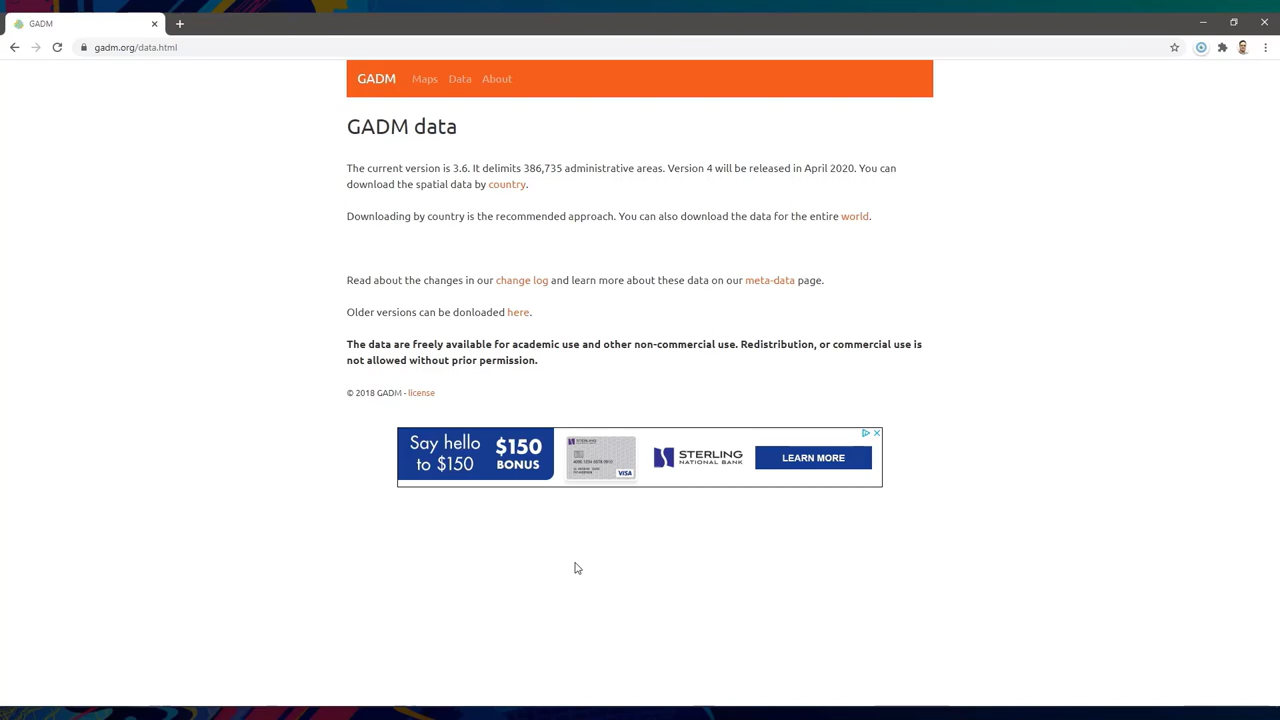 GADM
gadm.org/data.html
GADM Maps Data About
GADM data
The current version is 3.6. It delimits 386,735 administrative areas. Version 4 will be released in April 2020. You can
download the spatial data by country.
Downloading by country is the recommended approach. You can also download the data for the entire world.
Read about the changes in our change log and learn more about these data on our meta-data page.
Older versions can be donloaded here.
The data are freely available for academic use and other non-commercial use. Redistribution, or commercial use is
not allowed without prior permission.
© 2018 GADM - license
Say hello
to $150
$150
BONUS
VISA
STERLING
NATIONAL BANK
LEARN MORE